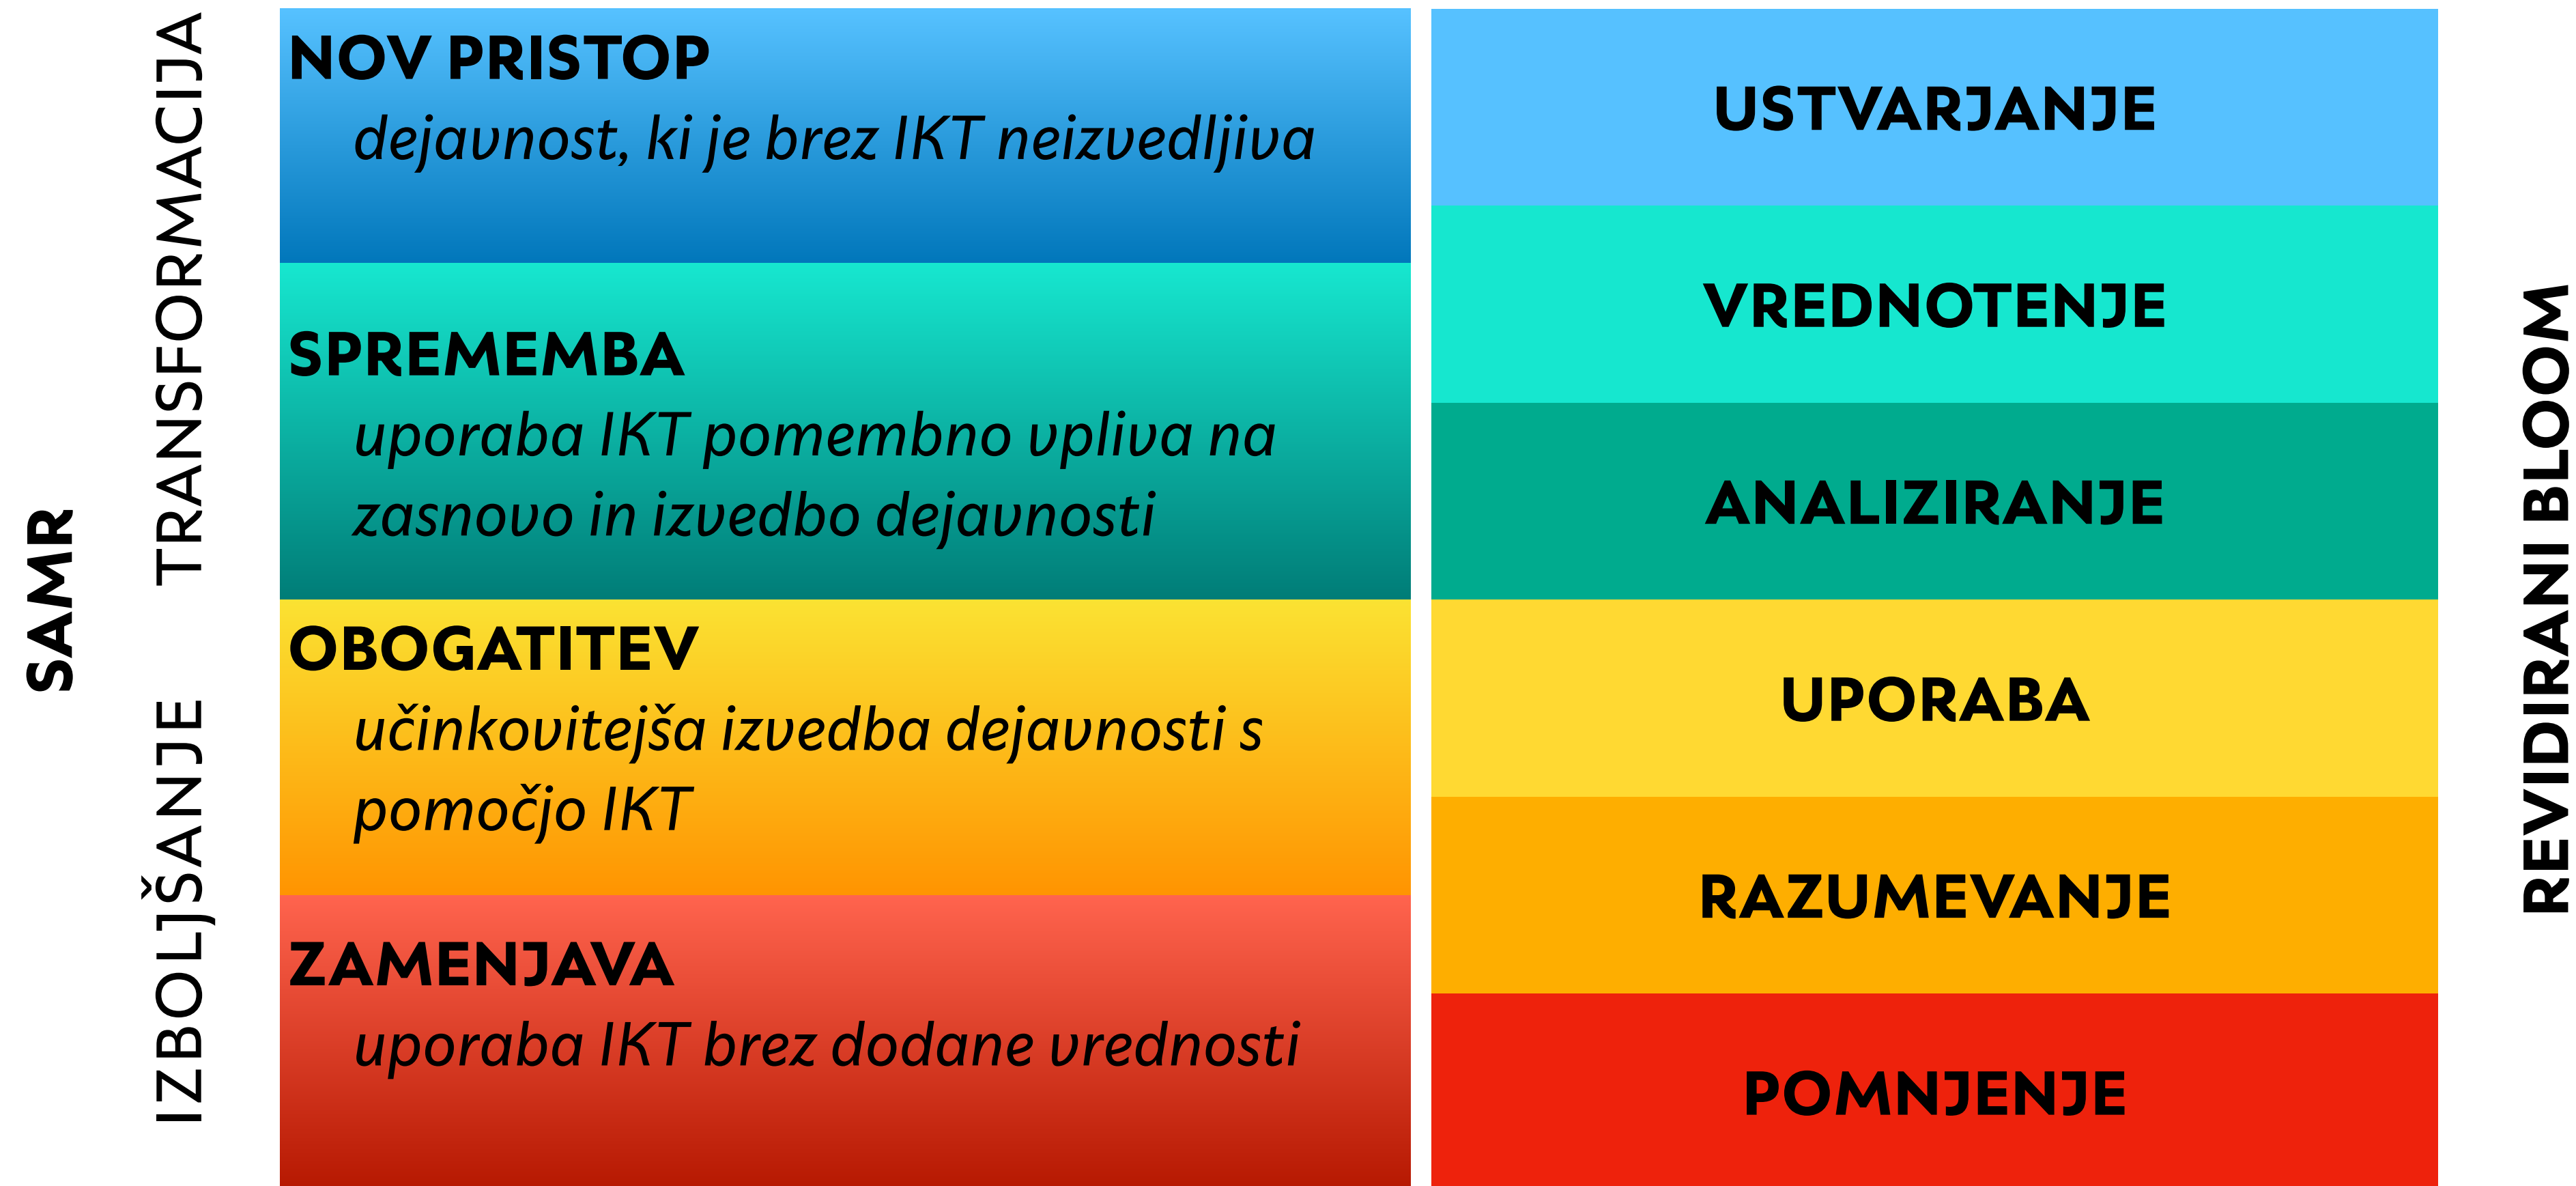 SAMR
TRANSFORMACIJA
IZBOLJŠANJE
NOV PRISTOP
dejavnost, ki je brez IKT neizvedljiva
SPREMEMBA
uporaba IKT pomembno vpliva na
zasnovo in izvedbo dejavnosti
OBOGATITEV
učinkovitejša izvedba dejavnosti s
pomočjo IKT
ZAMENJAVA
uporaba IKT brez dodane vrednosti
USTVARJANJE
VREDNOTENJE
ANALIZIRANJE
UPORABA
RAZUMEVANJE
POMNJENJE
REVIDIRANI BLOOM